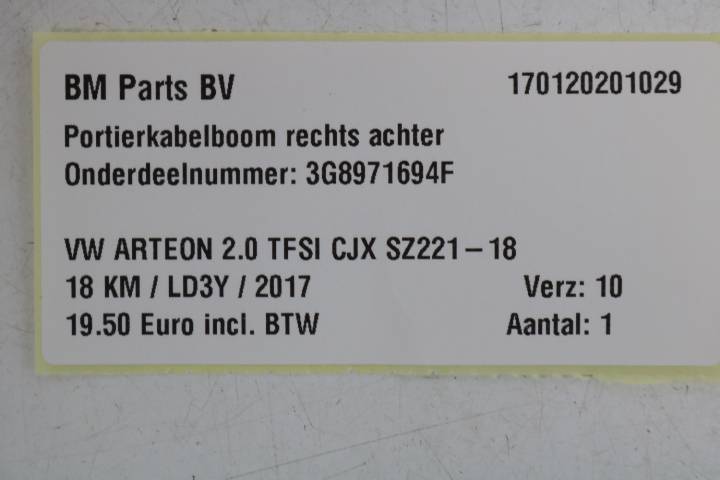 BM Parts BV 170120201029
Portierkabelboom rechts achter
Onderdeelnummer: 3G8971694F
VW ARTEON 2.0 TFSI CJX SZ221-18
18 KM / LD3Y / 2017 Verz: 10
19.50 Euro incl. BTW Aantal: 1